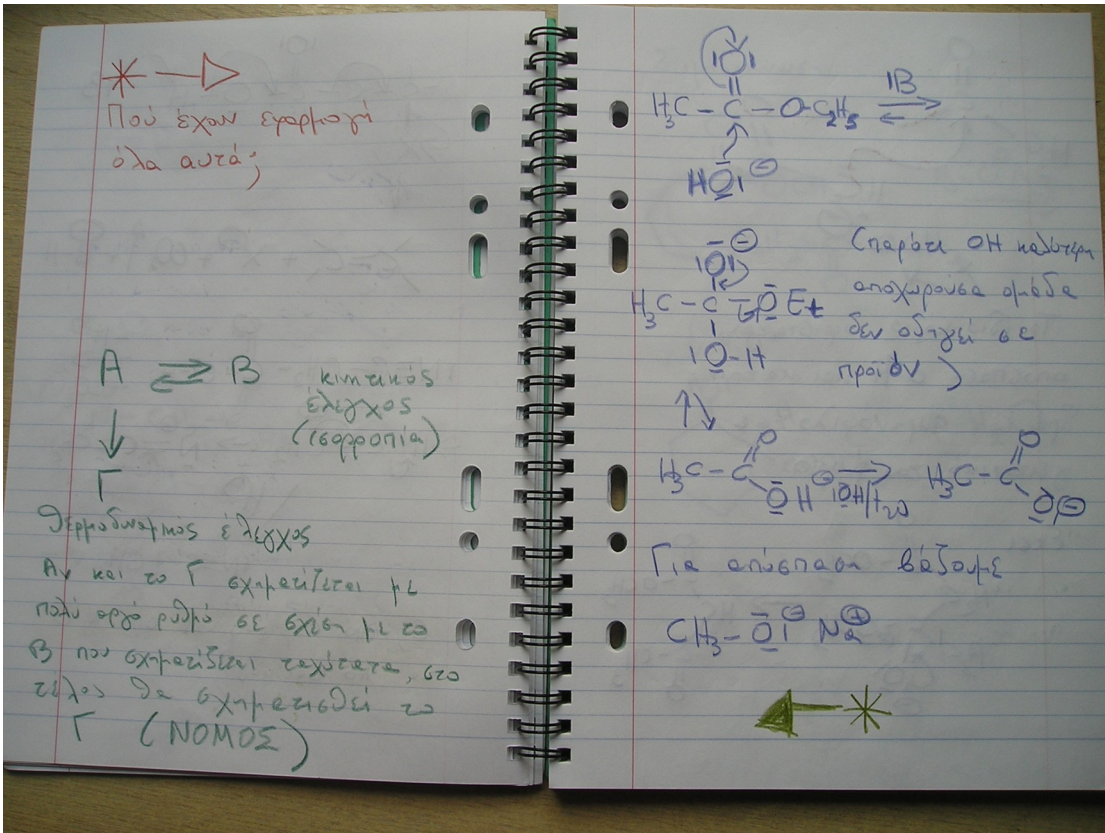 Πού έχουν εφαρμογή
όλα αυτά;
A ⇌ B
κινητικός
έλεγχος
(ισορροπία)
↓
Γ
θερμοδυναμικός έλεγχος
Αν και το Γ σχηματίζεται με
πολύ αργό ρυθμό σε σχέση με το
Β που σχηματίζεται ταχύτατα, στο
τέλος θα σχηματισθεί το
Γ (ΝΟΜΟΣ)
|O|
H₃C – C – O – C₂H₅ ⇌
HO| ⊖
|O| ⊖
H₃C – C – O Et
|O – H
(παρότι OH καλύτερη
αποχωρούσα ομάδα
δεν οδηγεί σε
προϊόν)
O
H₃C – C → H₃C – C
O H
⊖ |OH/H₂O
O
O ⊖
Για απόσπαση βάζουμε
CH₃ – O| ⊖ Na ⊕